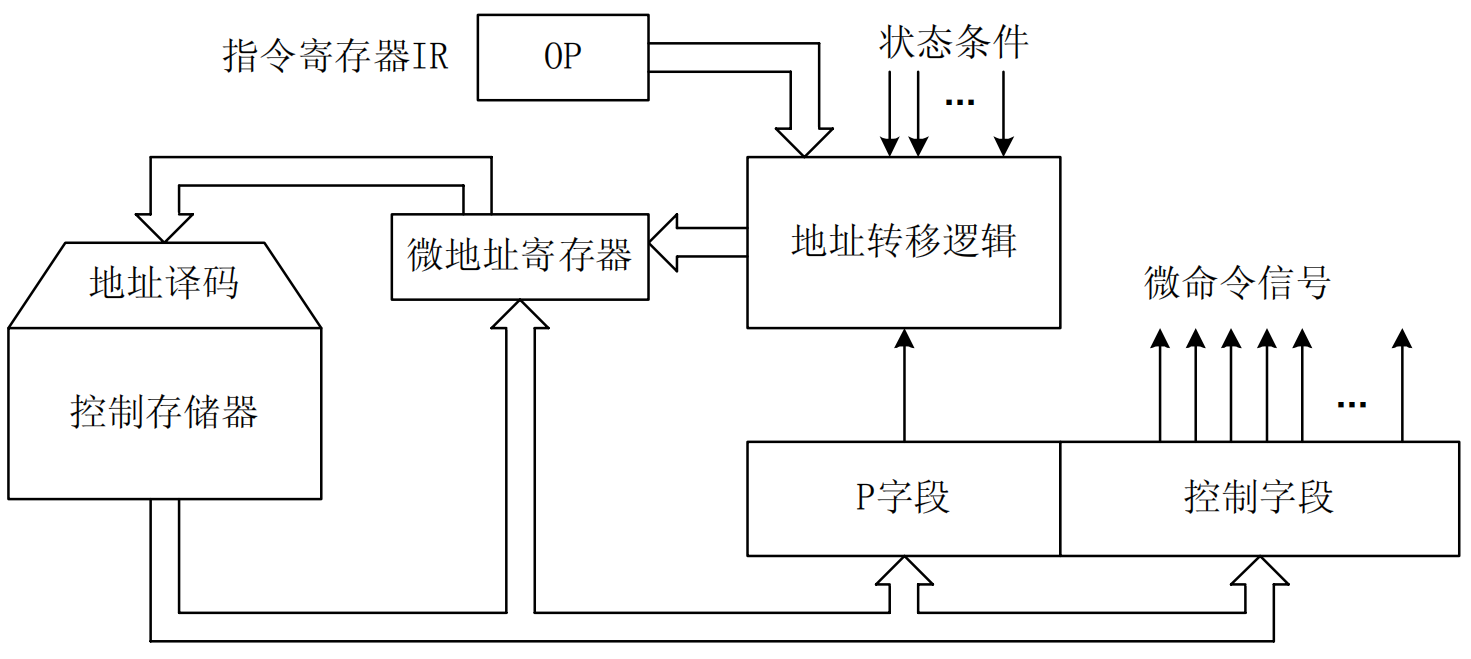 指令寄存器IR
OP
状态条件
...
地址转移逻辑
微地址寄存器
地址译码
微命令信号
控制存储器
...
P字段
控制字段